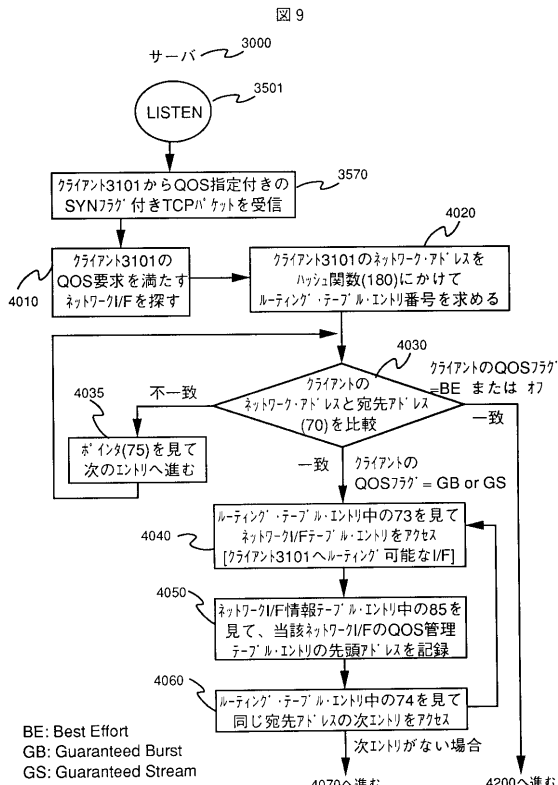 図9
サーバ 3000
LISTEN 3501
クライアント3101からQOS指定付きの
SYNフラグ付きTCPパケットを受信
3570
クライアント3101の
QOS要求を満たす
ネットワークI/Fを探す
4010
4020
クライアント3101のネットワーク・アドレスを
ハッシュ関数(180)にかけて
ルーティング・テーブル・エントリ番号を求める
4030
クライアントの
ネットワーク・アドレスと宛先アドレス
(70)を比較
クライアントのQOSフラグ
=BE または オフ
一致
不一致
4035
ポインタ(75)を見て
次のエントリへ進む
一致
クライアントの
QOSフラグ= GB or GS
ルーティング・テーブル・エントリ中の73を見て
ネットワークI/Fテーブル・エントリをアクセス
[クライアント3101へルーティング可能なI/F]
4040
4050
ネットワークI/F情報テーブル・エントリ中の85を
見て、当該ネットワークI/FのQOS管理
テーブル・エントリの先頭アドレスを記録
4060
ルーティング・テーブル・エントリ中の74を見て
同じ宛先アドレスの次エントリをアクセス
次エントリがない場合
BE: Best Effort
GB: Guaranteed Burst
GS: Guaranteed Stream
4070へ進む
4200へ進む